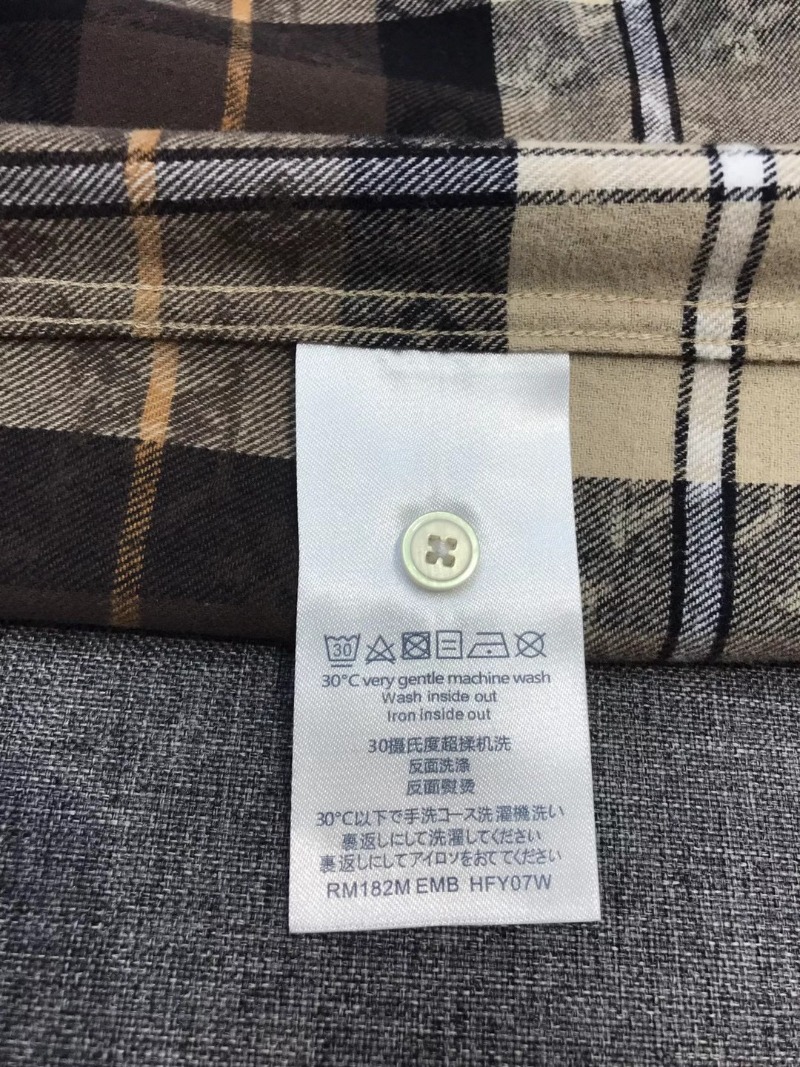 30
30°C very gentle machine wash
Wash inside out
Iron inside out
30摄氏度超揉机洗
反面洗涤
反面熨烫
30°C以下で手洗コース洗濯機洗い
裏返しにして洗濯してください
裏返しにしてアイロソをおててください
RM182M EMB HFY07W